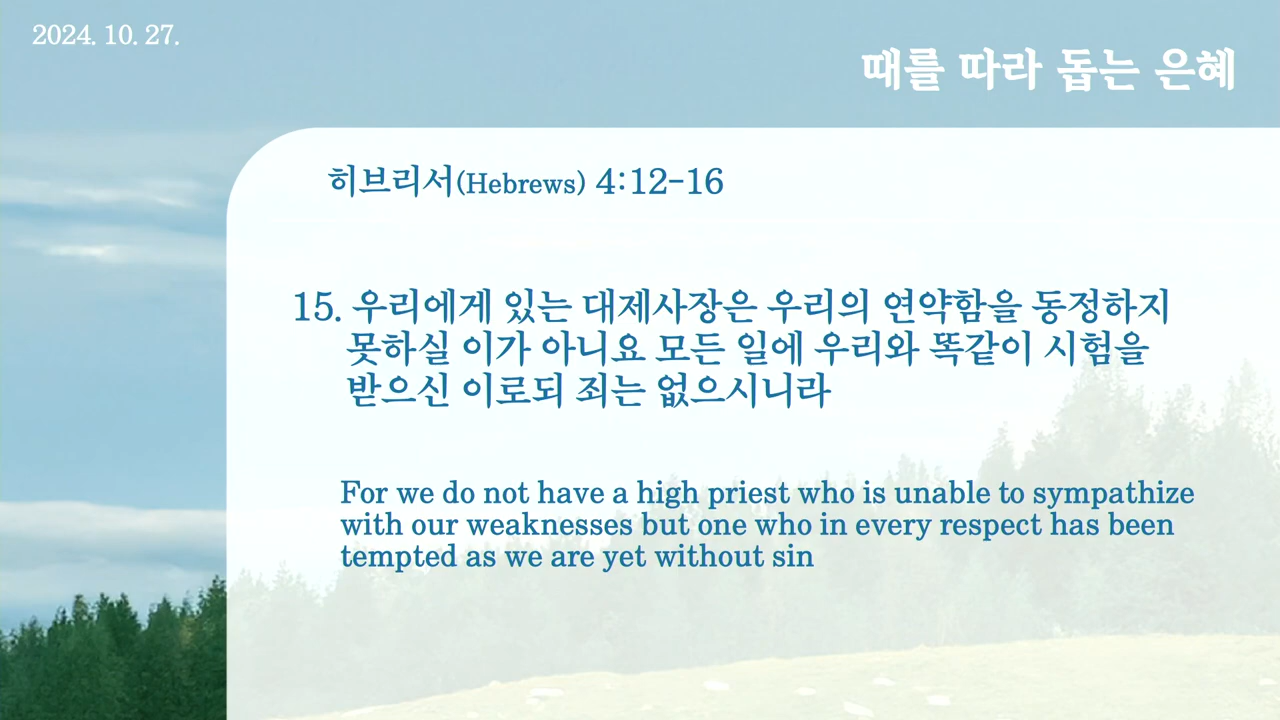 2024. 10. 27.
때를 따라 돕는 은혜
히브리서(Hebrews) 4:12-16
15. 우리에게 있는 대제사장은 우리의 연약함을 동정하지
못하실 이가 아니요 모든 일에 우리와 똑같이 시험을
받으신 이로되 죄는 없으시니라
For we do not have a high priest who is unable to sympathize
with our weaknesses but one who in every respect has been
tempted as we are yet without sin